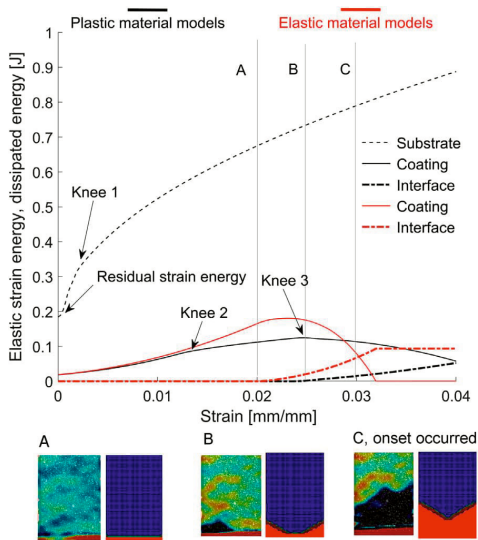 Plastic material models
Elastic material models
Elastic strain energy, dissipated energy [J]
1
0.9
0.8
0.7
0.6
0.5
0.4
0.3
0.2
0.1
0
A
B
C
Substrate
Coating
Interface
Coating
Interface
Knee 1
Residual strain energy
Knee 2
Knee 3
0
0.01
0.02
0.03
0.04
Strain [mm/mm]
A
B
C, onset occurred